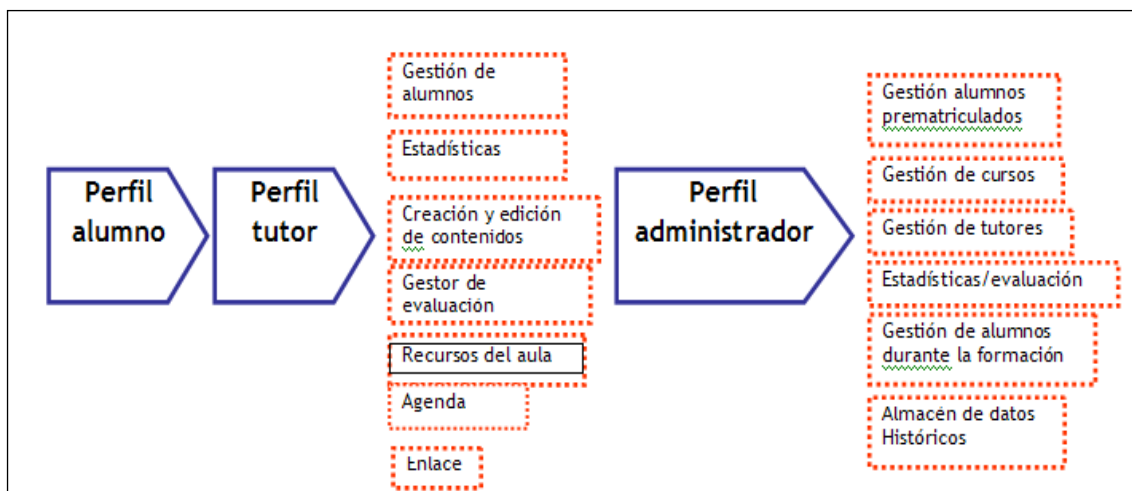 Perfil
alumno
Perfil
tutor
Gestión de
alumnos
Estadísticas
Creación y edición
de contenidos
Gestor de
evaluación
Recursos del aula
Agenda
Enlace
Perfil
administrador
Gestión alumnos
prematriculados
Gestión de cursos
Gestión de tutores
Estadísticas/evaluación
Gestión de alumnos
durante la formación
Almacén de datos
Históricos